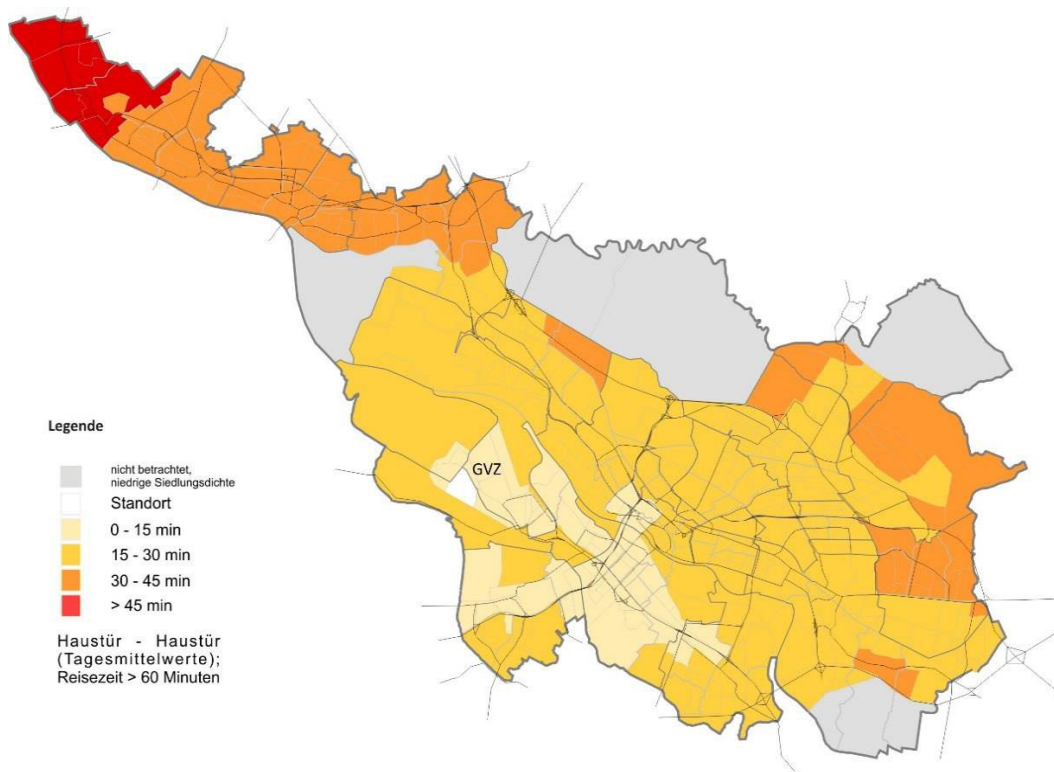 GVZ
Legende
nicht betrachtet,
niedrige Siedlungsdichte
Standort
0 - 15 min
15 - 30 min
30 - 45 min
> 45 min
Haustür - Haustür
(Tagesmittelwerte);
Reisezeit > 60 Minuten